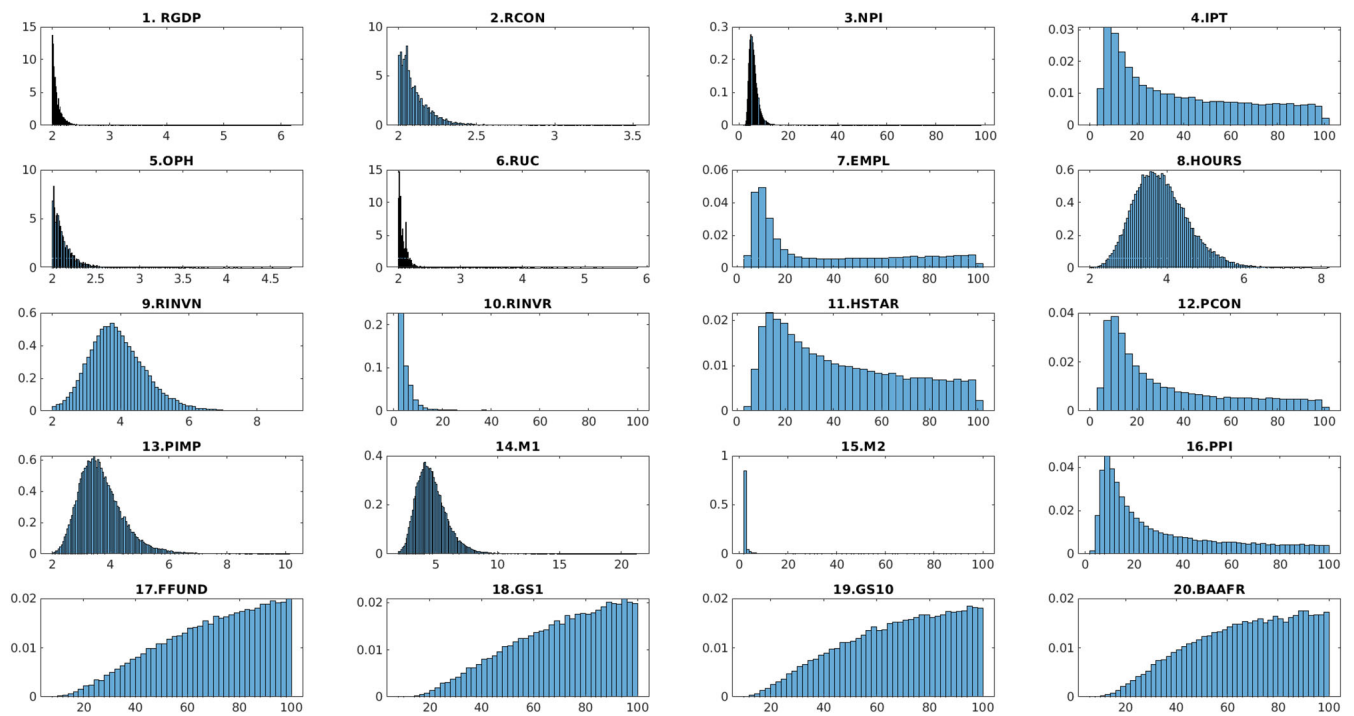 1. RGDP
15
10
5
0
2 3 4 5 6
2.RCON
10
5
0
2 2.5 3 3.5
3.NPI
0.3
0.2
0.1
0
0 20 40 60 80 100
4.IPT
0.03
0.02
0.01
0
0 20 40 60 80 100
5.OPH
10
5
0
2 2.5 3 3.5 4 4.5
6.RUC
15
10
5
0
2 3 4 5 6
7.EMPL
0.06
0.04
0.02
0
0 20 40 60 80 100
8.HOURS
0.6
0.4
0.2
0
2 4 6 8
9.RINVN
0.6
0.4
0.2
0
2 4 6 8
10.RINVR
0.2
0.1
0
0 20 40 60 80 100
11.HSTAR
0.02
0.01
0
0 20 40 60 80 100
12.PCON
0.04
0.02
0
0 20 40 60 80 100
13.PIMP
0.6
0.4
0.2
0
2 4 6 8 10
14.M1
0.4
0.2
0
5 10 15 20
15.M2
1
0.5
0
0 20 40 60 80 100
16.PPI
0.04
0.02
0
0 20 40 60 80 100
17.FFUND
0.02
0.01
0
20 40 60 80 100
18.GS1
0.02
0.01
0
20 40 60 80 100
19.GS10
0.02
0.01
0
20 40 60 80 100
20.BAAFR
0.02
0.01
0
20 40 60 80 100